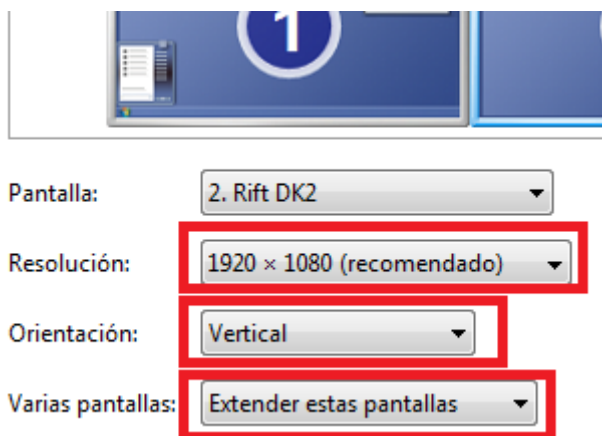 1
Pantalla: 2. Rift DK2
Resolución: 1920 × 1080 (recomendado)
Orientación: Vertical
Varias pantallas: Extender estas pantallas